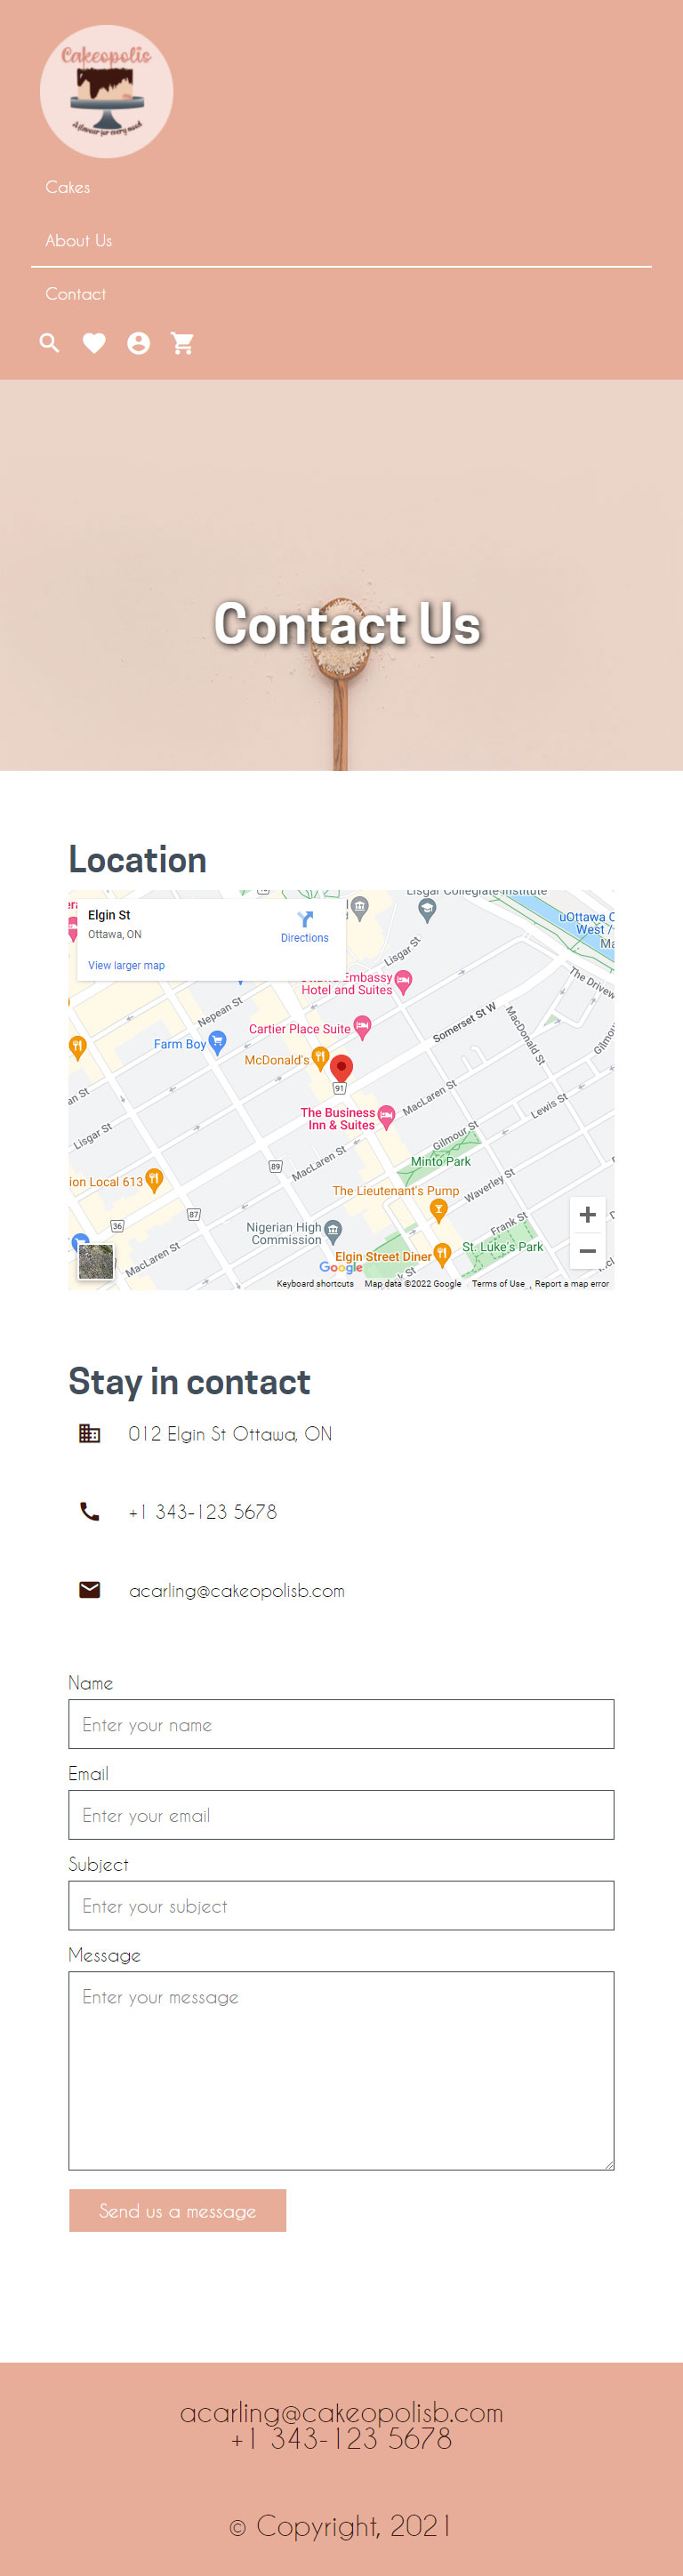 Cakeopolis
A flavour for every mood
Cakes
About Us
Contact
Contact Us
Location
Lisgar Collegiate Institute
Elgin St
Ottawa, ON
Directions
View larger map
uOttawa
West /
Lisgar St
Embassy
Hotel and Suites
The Drivew
Nepean St
Cartier Place Suite
Somerset St W
MacDonald St
Gilmou
Farm Boy
McDonald's
91
an St
The Business
Inn & Suites
MacLaren St
Lewis St
Lisgar St
Gilmour St
89
MacLaren St
Minto Park
ion Local 613
The Lieutenant's Pump
Waverley St
37
36
Nigerian High
Commission
Frank St
MacLaren St
Elgin Street Diner
St. Luke's Park
Google
Keyboard shortcuts Map data ©2022 Google Terms of Use Report a map error
Stay in contact
012 Elgin St Ottawa, ON
+1 343-123 5678
acarling@cakeopolisb.com
Name
Enter your name
Email
Enter your email
Subject
Enter your subject
Message
Enter your message
Send us a message
acarling@cakeopolisb.com
+1 343-123 5678
© Copyright, 2021